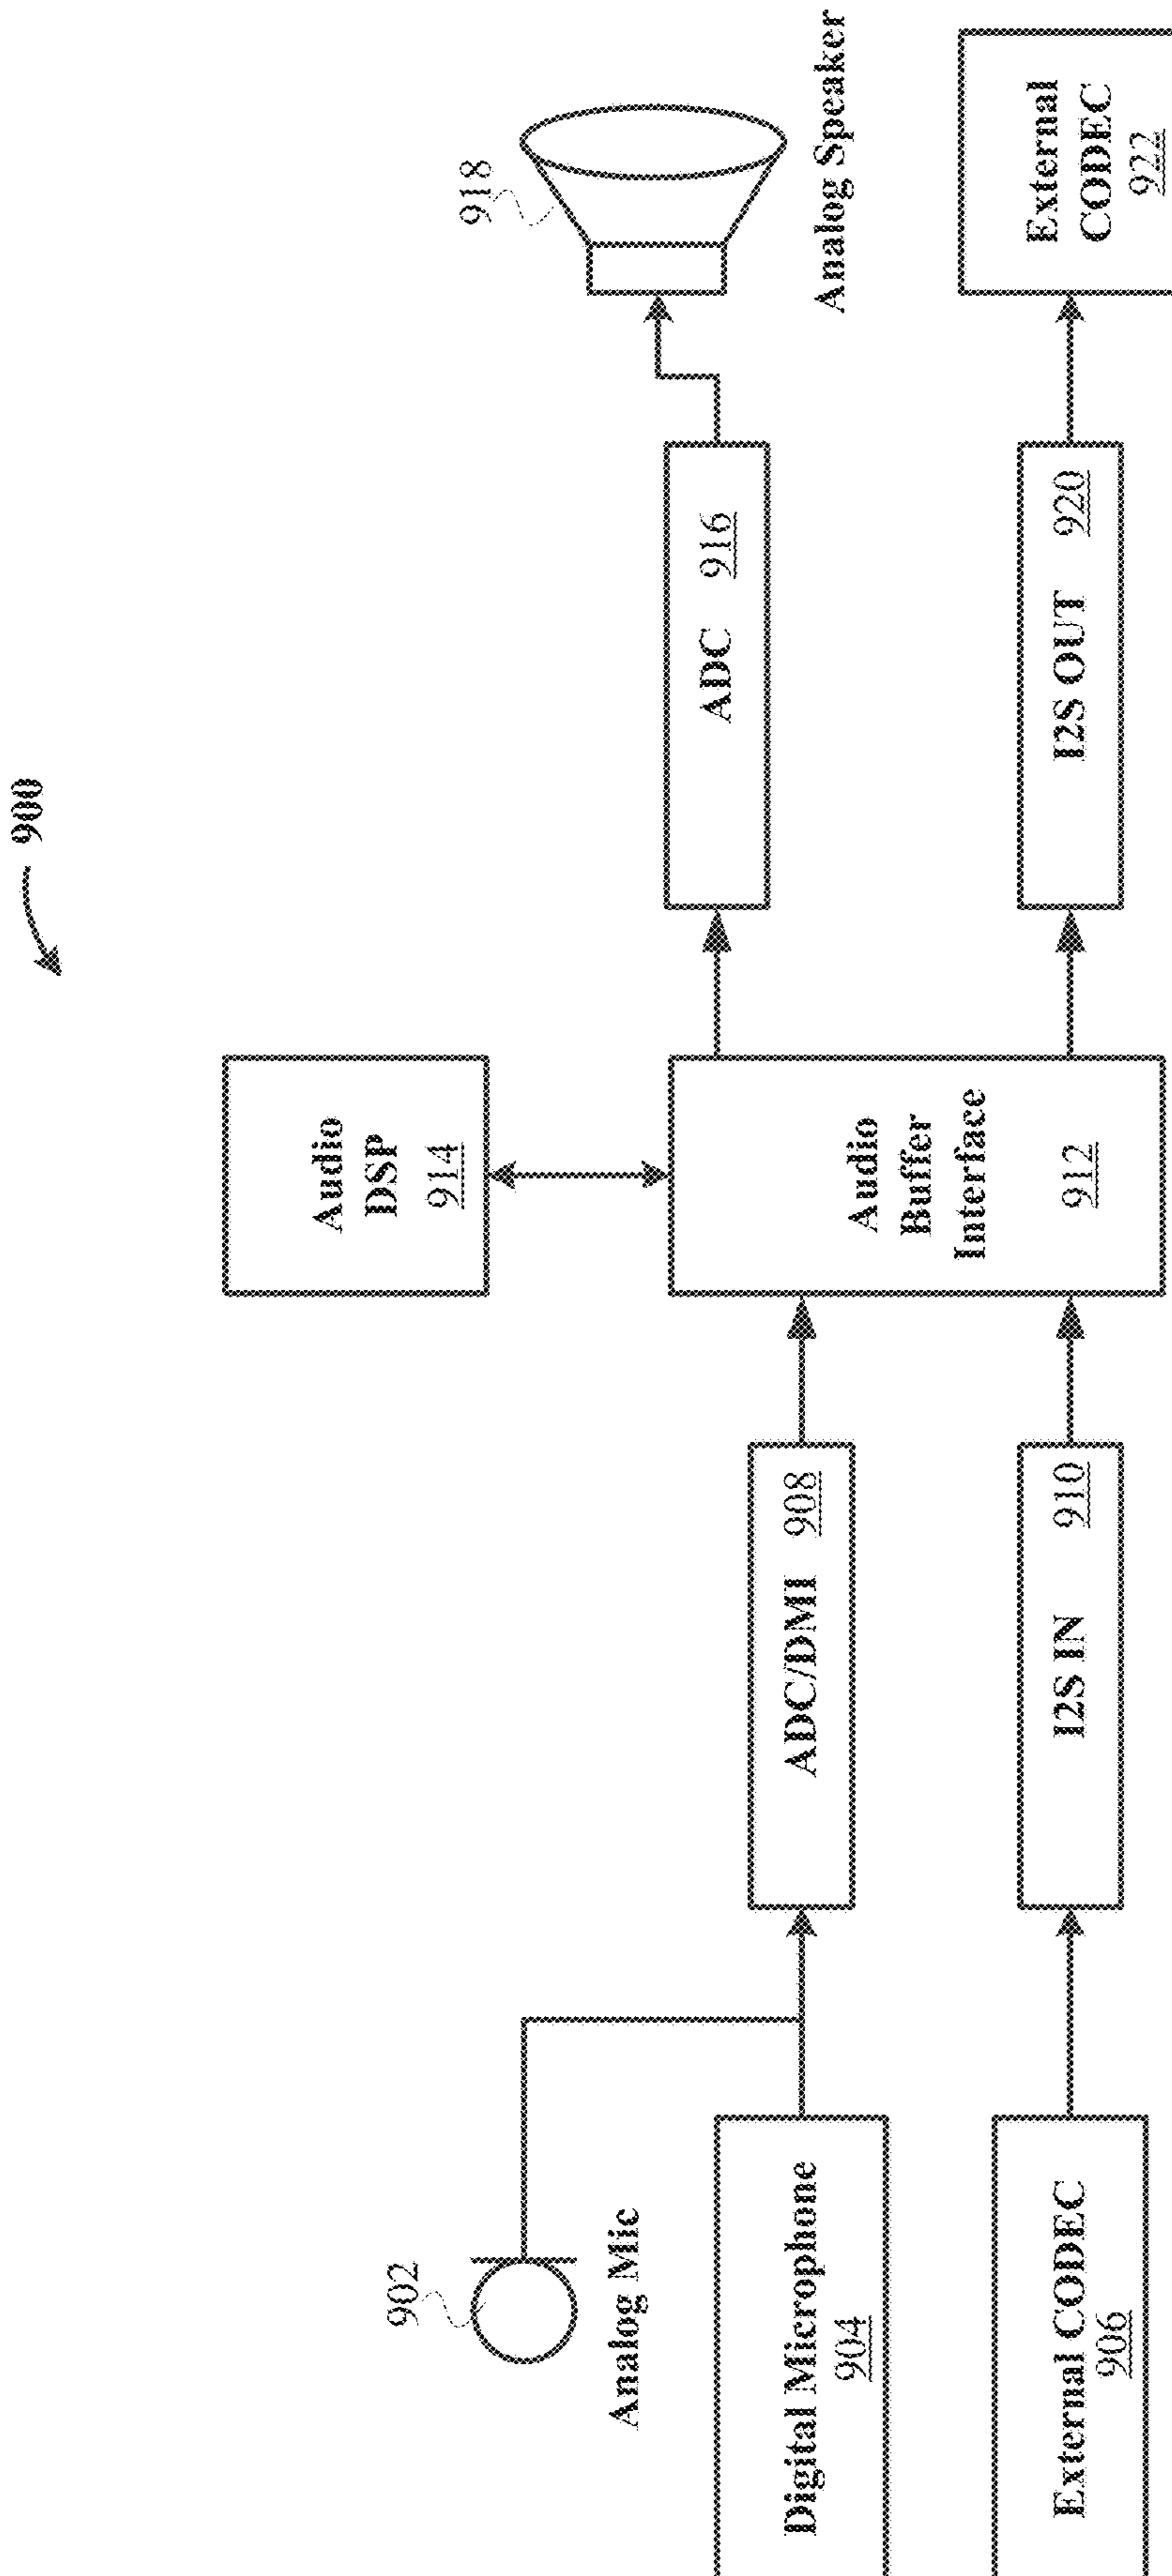 900
902
Analog Mic
Digital Microphone
904
External CODEC
906
ADC/DMI 908
I2S IN 910
Audio
DSP
914
Audio
Buffer
Interface
912
ADC 916
I2S OUT 920
918
Analog Speaker
External
CODEC
922